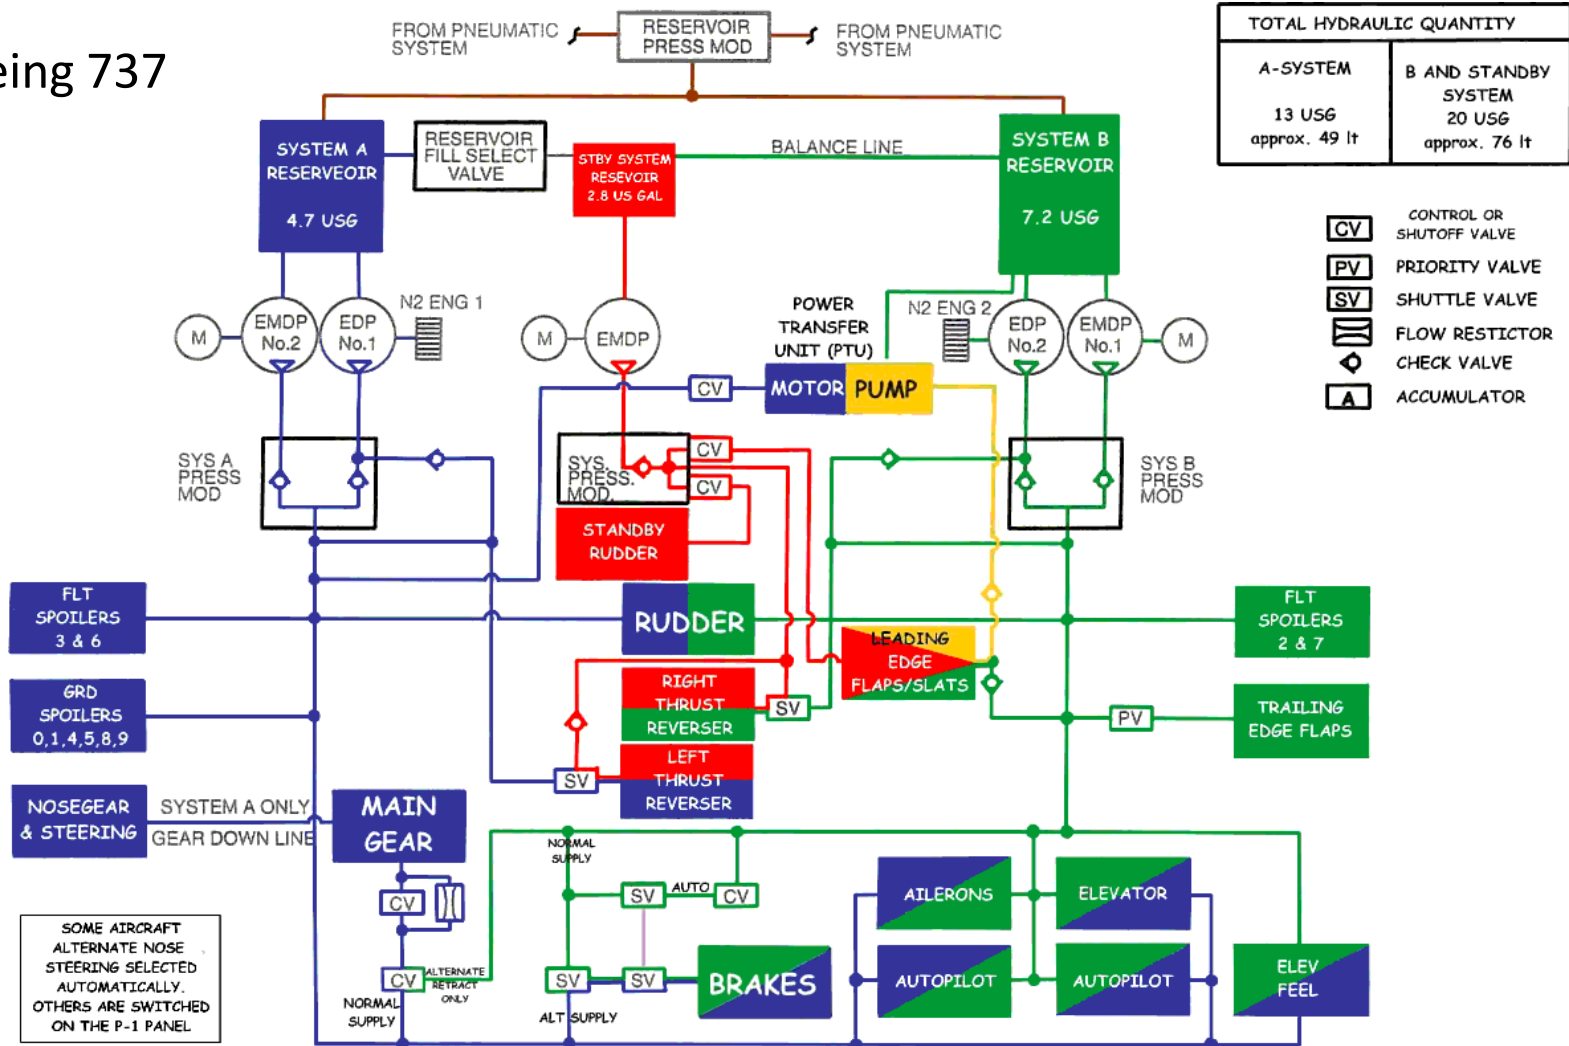 eing 737
FROM PNEUMATIC
SYSTEM
RESERVOIR
PRESS MOD
FROM PNEUMATIC
SYSTEM
TOTAL HYDRAULIC QUANTITY
A-SYSTEM
13 USG
approx. 49 lt
B AND STANDBY
SYSTEM
20 USG
approx. 76 lt
SYSTEM A
RESERVEOIR
4.7 USG
RESERVOIR
FILL SELECT
VALVE
STBY SYSTEM
RESEVOIR
2.8 US GAL
BALANCE LINE
SYSTEM B
RESERVOIR
7.2 USG
CV
CONTROL OR
SHUTOFF VALVE
PV
PRIORITY VALVE
SV
SHUTTLE VALVE
FLOW RESTICTOR
CHECK VALVE
A
ACCUMULATOR
M
EMDP
No.2
EDP
No.1
N2 ENG 1
M
EMDP
POWER
TRANSFER
UNIT (PTU)
N2 ENG 2
EDP
No.2
EMDP
No.1
M
CV
MOTOR
PUMP
SYS A
PRESS
MOD
SYS.
PRESS.
MOD.
CV
CV
SYS B
PRESS
MOD
STANDBY
RUDDER
FLT
SPOILERS
3 & 6
RUDDER
FLT
SPOILERS
2 & 7
LEADING
EDGE
FLAPS/SLATS
GRD
SPOILERS
0,1,4,5,8,9
RIGHT
THRUST
REVERSER
SV
PV
TRAILING
EDGE FLAPS
LEFT
THRUST
REVERSER
SV
NOSEGEAR
& STEERING
SYSTEM A ONLY
GEAR DOWN LINE
MAIN
GEAR
NORMAL
SUPPLY
CV
SV
AUTO
CV
AILERONS
ELEVATOR
SOME AIRCRAFT
ALTERNATE NOSE
STEERING SELECTED
AUTOMATICALLY.
OTHERS ARE SWITCHED
ON THE P-1 PANEL
CV
ALTERNATE
RETRACT
ONLY
NORMAL
SUPPLY
SV
SV
BRAKES
ALT SUPPLY
AUTOPILOT
AUTOPILOT
ELEV
FEEL